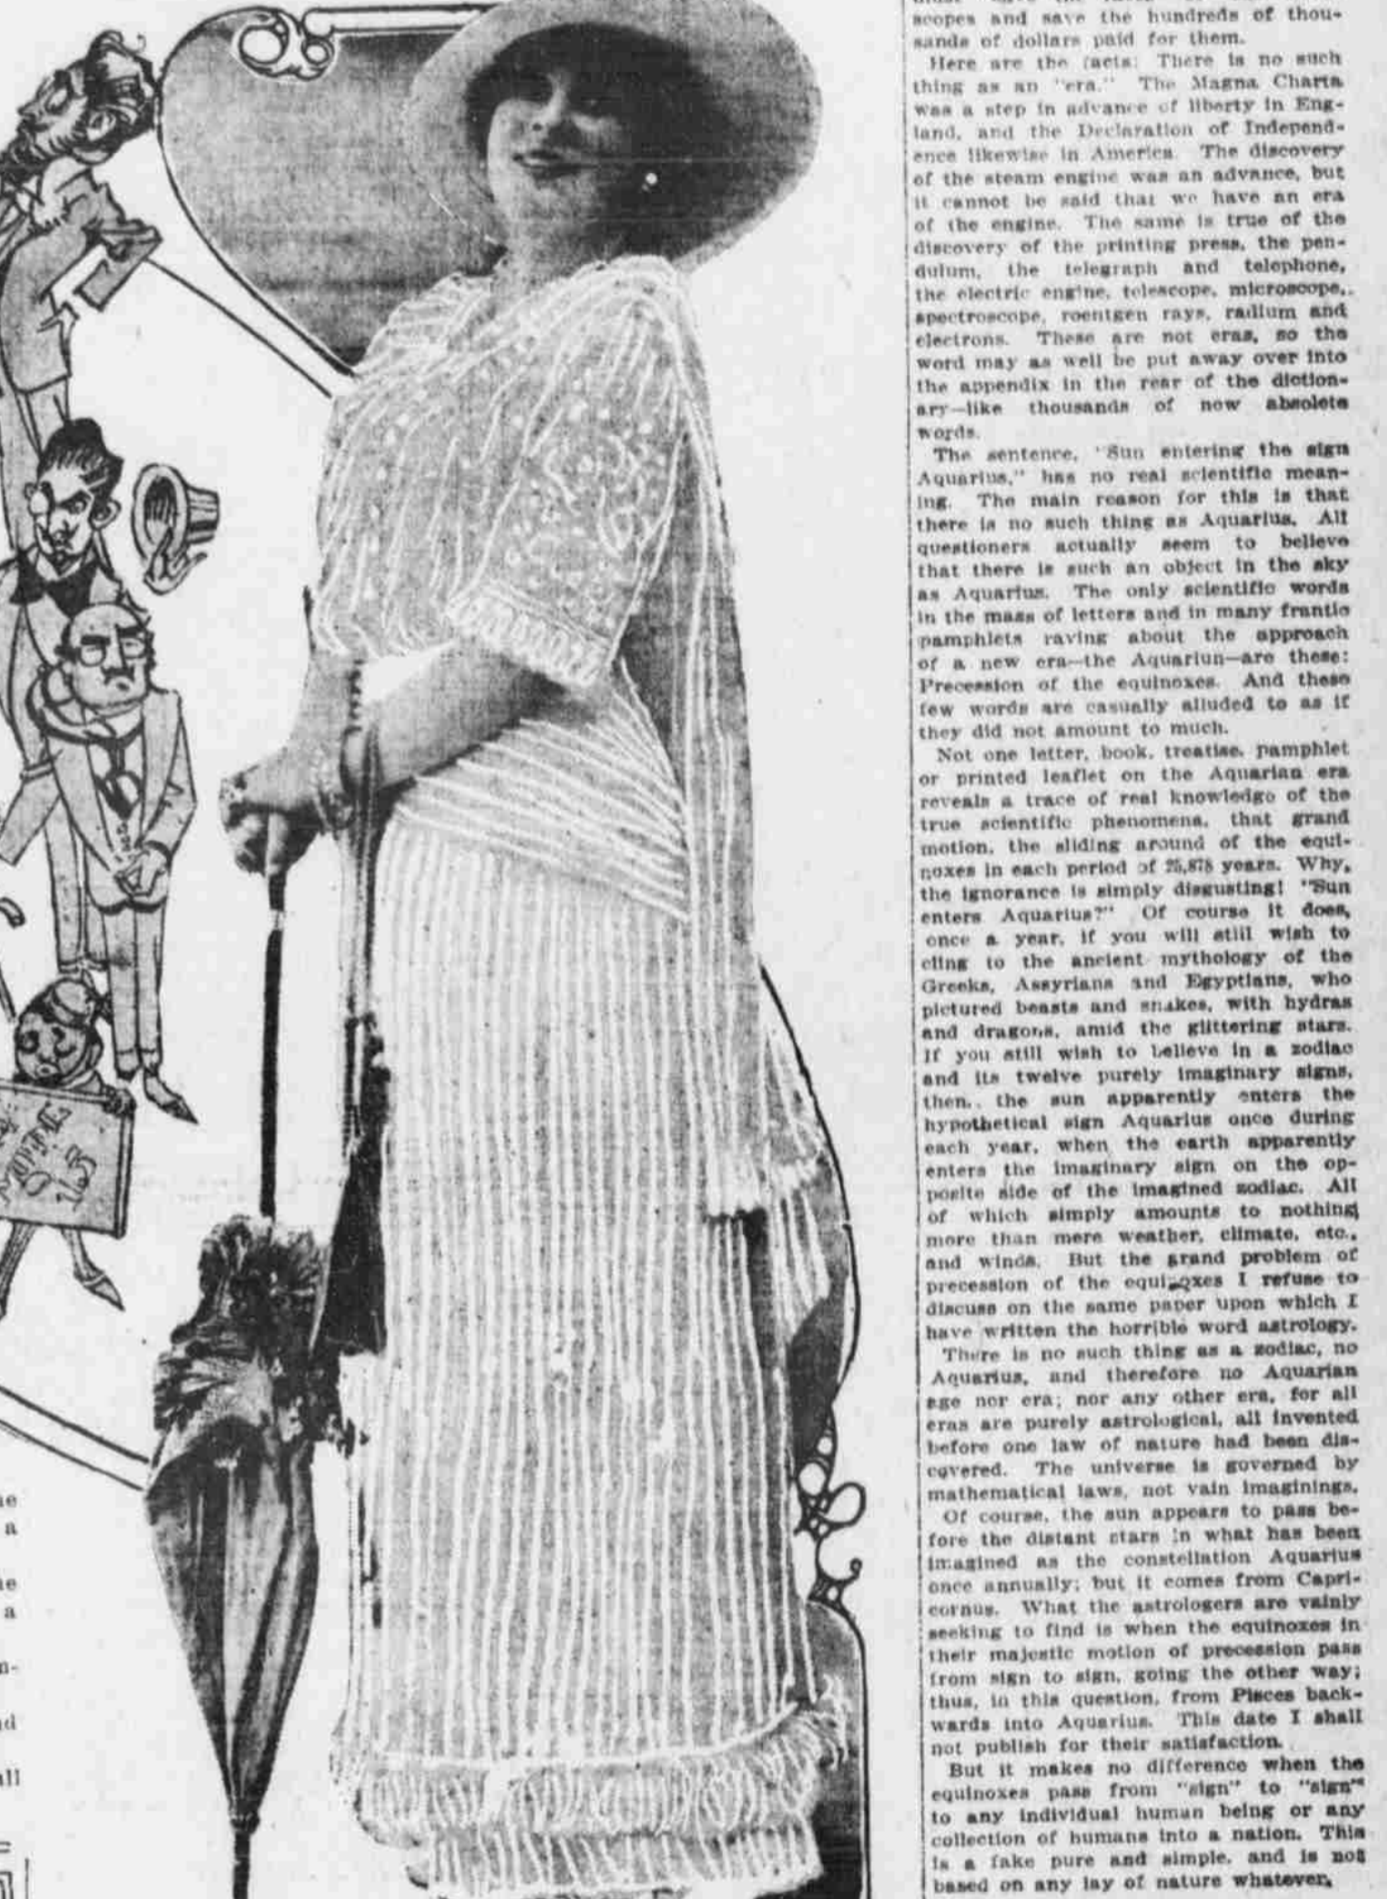 scopes and save the hundreds of thou-
sands of dollars paid for them.
Here are the facts: There is no such
thing as an "era." The Magna Charta
was a step in advance of liberty in Eng-
land, and the Declaration of Independ-
ence likewise in America. The discovery
of the steam engine was an advance, but
it cannot be said that we have an era
of the engine. The same is true of the
discovery of the printing press, the pen-
dulum, the telegraph and telephone,
the electric engine, telescope, microscope,
spectroscope, roentgen rays, radium and
electrons. These are not eras, so the
word may as well be put away over into
the appendix in the rear of the diction-
ary—like thousands of now absolete
words.
The sentence, "Sun entering the sign
Aquarius," has no real scientific mean-
ing. The main reason for this is that
there is no such thing as Aquarius. All
questioners actually seem to believe
that there is such an object in the sky
as Aquarius. The only scientific words
in the mass of letters and in many frantic
pamphlets raving about the approach
of a new era—the Aquariun—are these:
Precession of the equinoxes. And these
few words are casually alluded to as if
they did not amount to much.
Not one letter, book, treatise, pamphlet
or printed leaflet on the Aquarian era
reveals a trace of real knowledge of the
true scientific phenomena, that grand
motion, the sliding around of the equi-
noxes in each period of 25,878 years. Why,
the ignorance is simply disgusting! "Sun
enters Aquarius?" Of course it does,
once a year, if you will still wish to
cling to the ancient mythology of the
Greeks, Assyrians and Egyptians, who
pictured beasts and snakes, with hydras
and dragons, amid the glittering stars.
If you still wish to believe in a zodiac
and its twelve purely imaginary signs,
then, the sun apparently enters the
hypothetical sign Aquarius once during
each year, when the earth apparently
enters the imaginary sign on the op-
posite side of the imagined zodiac. All
of which simply amounts to nothing
more than mere weather, climate, etc.,
and winds. But the grand problem of
precession of the equinoxes I refuse to
discuss on the same paper upon which I
have written the horrible word astrology.
There is no such thing as a zodiac, no
Aquarius, and therefore no Aquarian
age nor era; nor any other era, for all
eras are purely astrological, all invented
before one law of nature had been dis-
covered. The universe is governed by
mathematical laws, not vain imaginings.
Of course, the sun appears to pass be-
fore the distant stars in what has been
imagined as the constellation Aquarius
once annually; but it comes from Capri-
cornus. What the astrologers are vainly
seeking to find is when the equinoxes in
their majestic motion of precession pass
from sign to sign, going the other way;
thus, in this question, from Pisces back-
wards into Aquarius. This date I shall
not publish for their satisfaction.
But it makes no difference when the
equinoxes pass from "sign" to "sign"
to any individual human being or any
collection of humans into a nation. This
is a fake pure and simple, and is not
based on any lay of nature whatever.